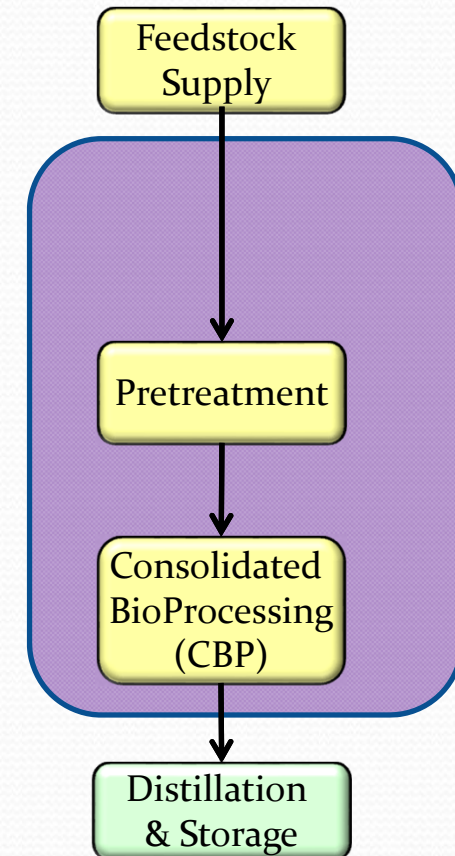 Feedstock
Supply
Pretreatment
Consolidated
BioProcessing
(CBP)
Distillation
& Storage